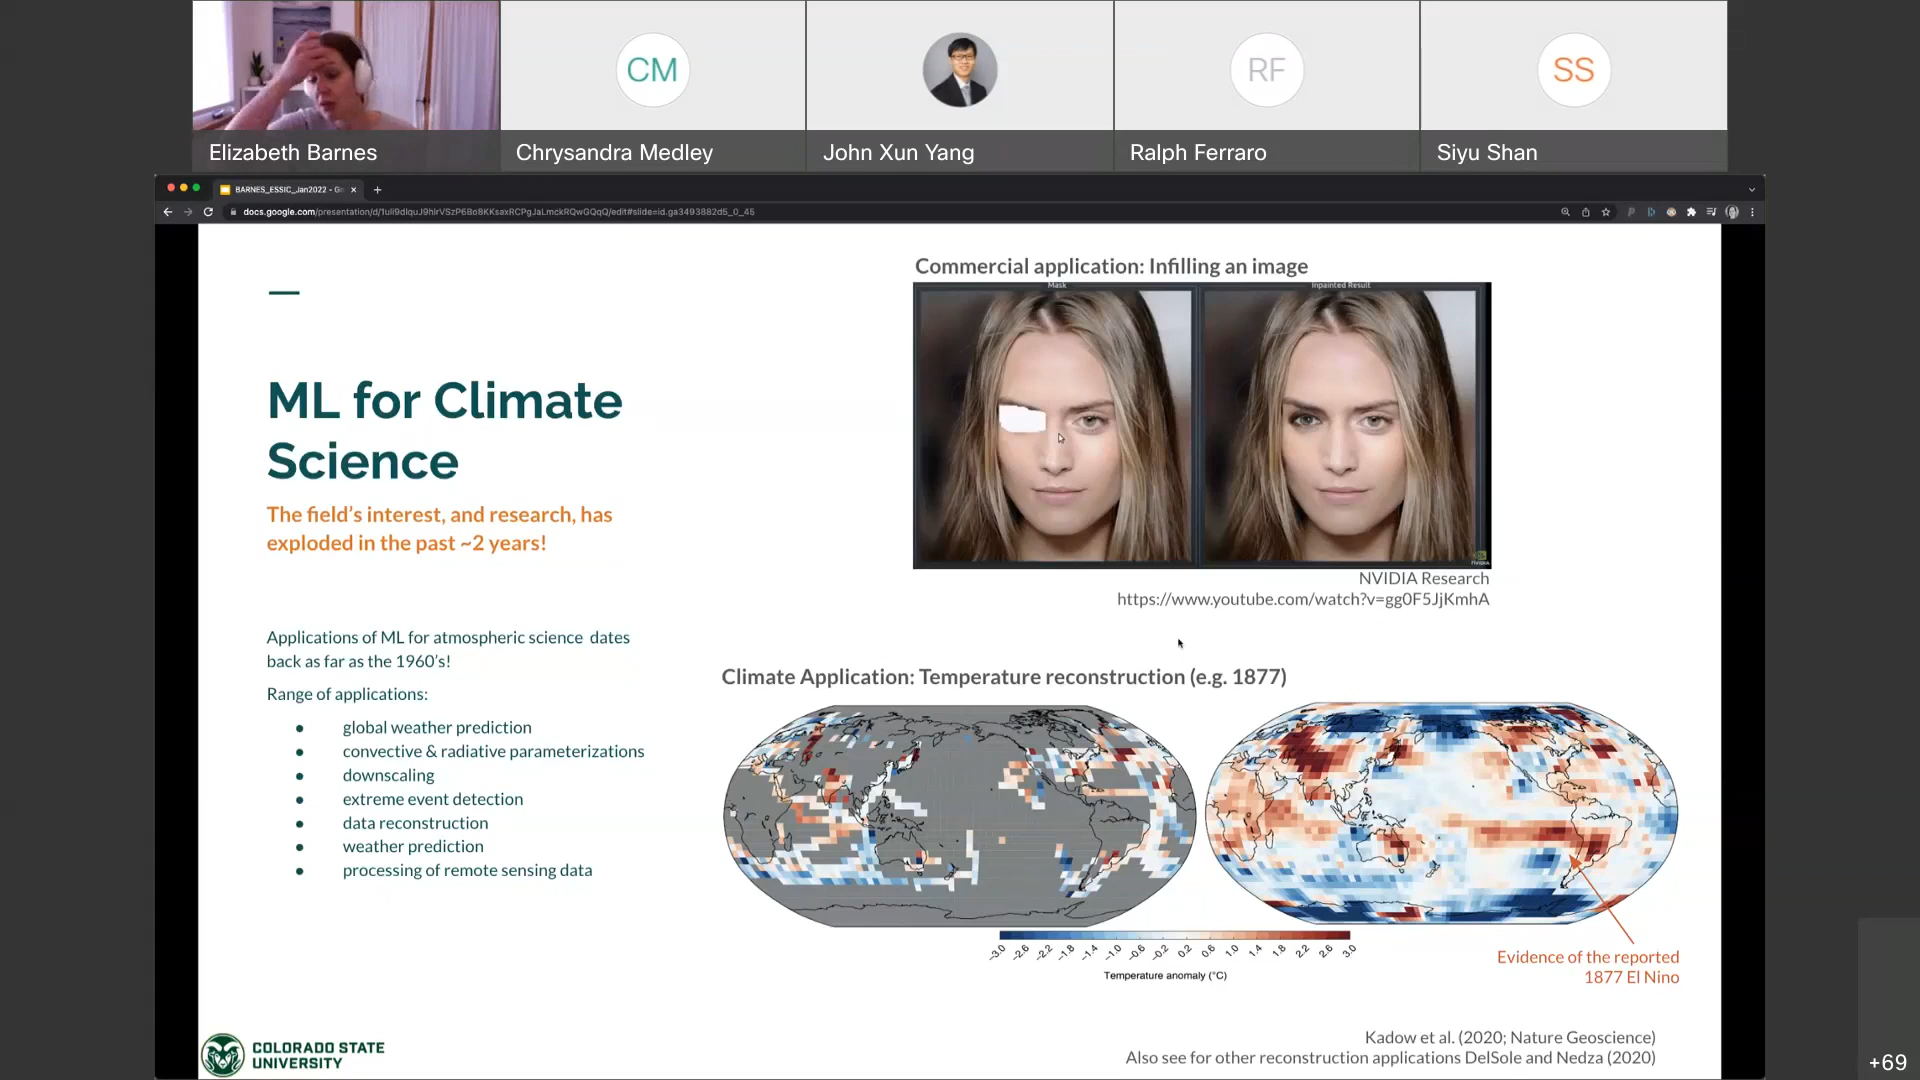 CM
RF
SS
Elizabeth Barnes
Chrysandra Medley
John Xun Yang
Ralph Ferraro
Siyu Shan
BARNES_ESSIC_Jan2022 - Go
Commercial application: Infilling an image
Mask
Inpainted Result
ML for Climate
Science
The field's interest, and research, has
exploded in the past ~2 years!
NVIDIA Research
https://www.youtube.com/watch?v=gg0F5JjKmhA
Applications of ML for atmospheric science dates
back as far as the 1960's!
Range of applications:
● global weather prediction
● convective & radiative parameterizations
● downscaling
● extreme event detection
● data reconstruction
● weather prediction
● processing of remote sensing data
Climate Application: Temperature reconstruction (e.g. 1877)
-3.0 -2.6 -2.2 -1.8 -1.4 -1.0 -0.6 -0.2 0.2 0.6 1.0 1.4 1.8 2.2 2.6 3.0
Temperature anomaly (°C)
Evidence of the reported
1877 El Nino
COLORADO STATE
UNIVERSITY
Kadow et al. (2020; Nature Geoscience)
Also see for other reconstruction applications DelSole and Nedza (2020)
+69